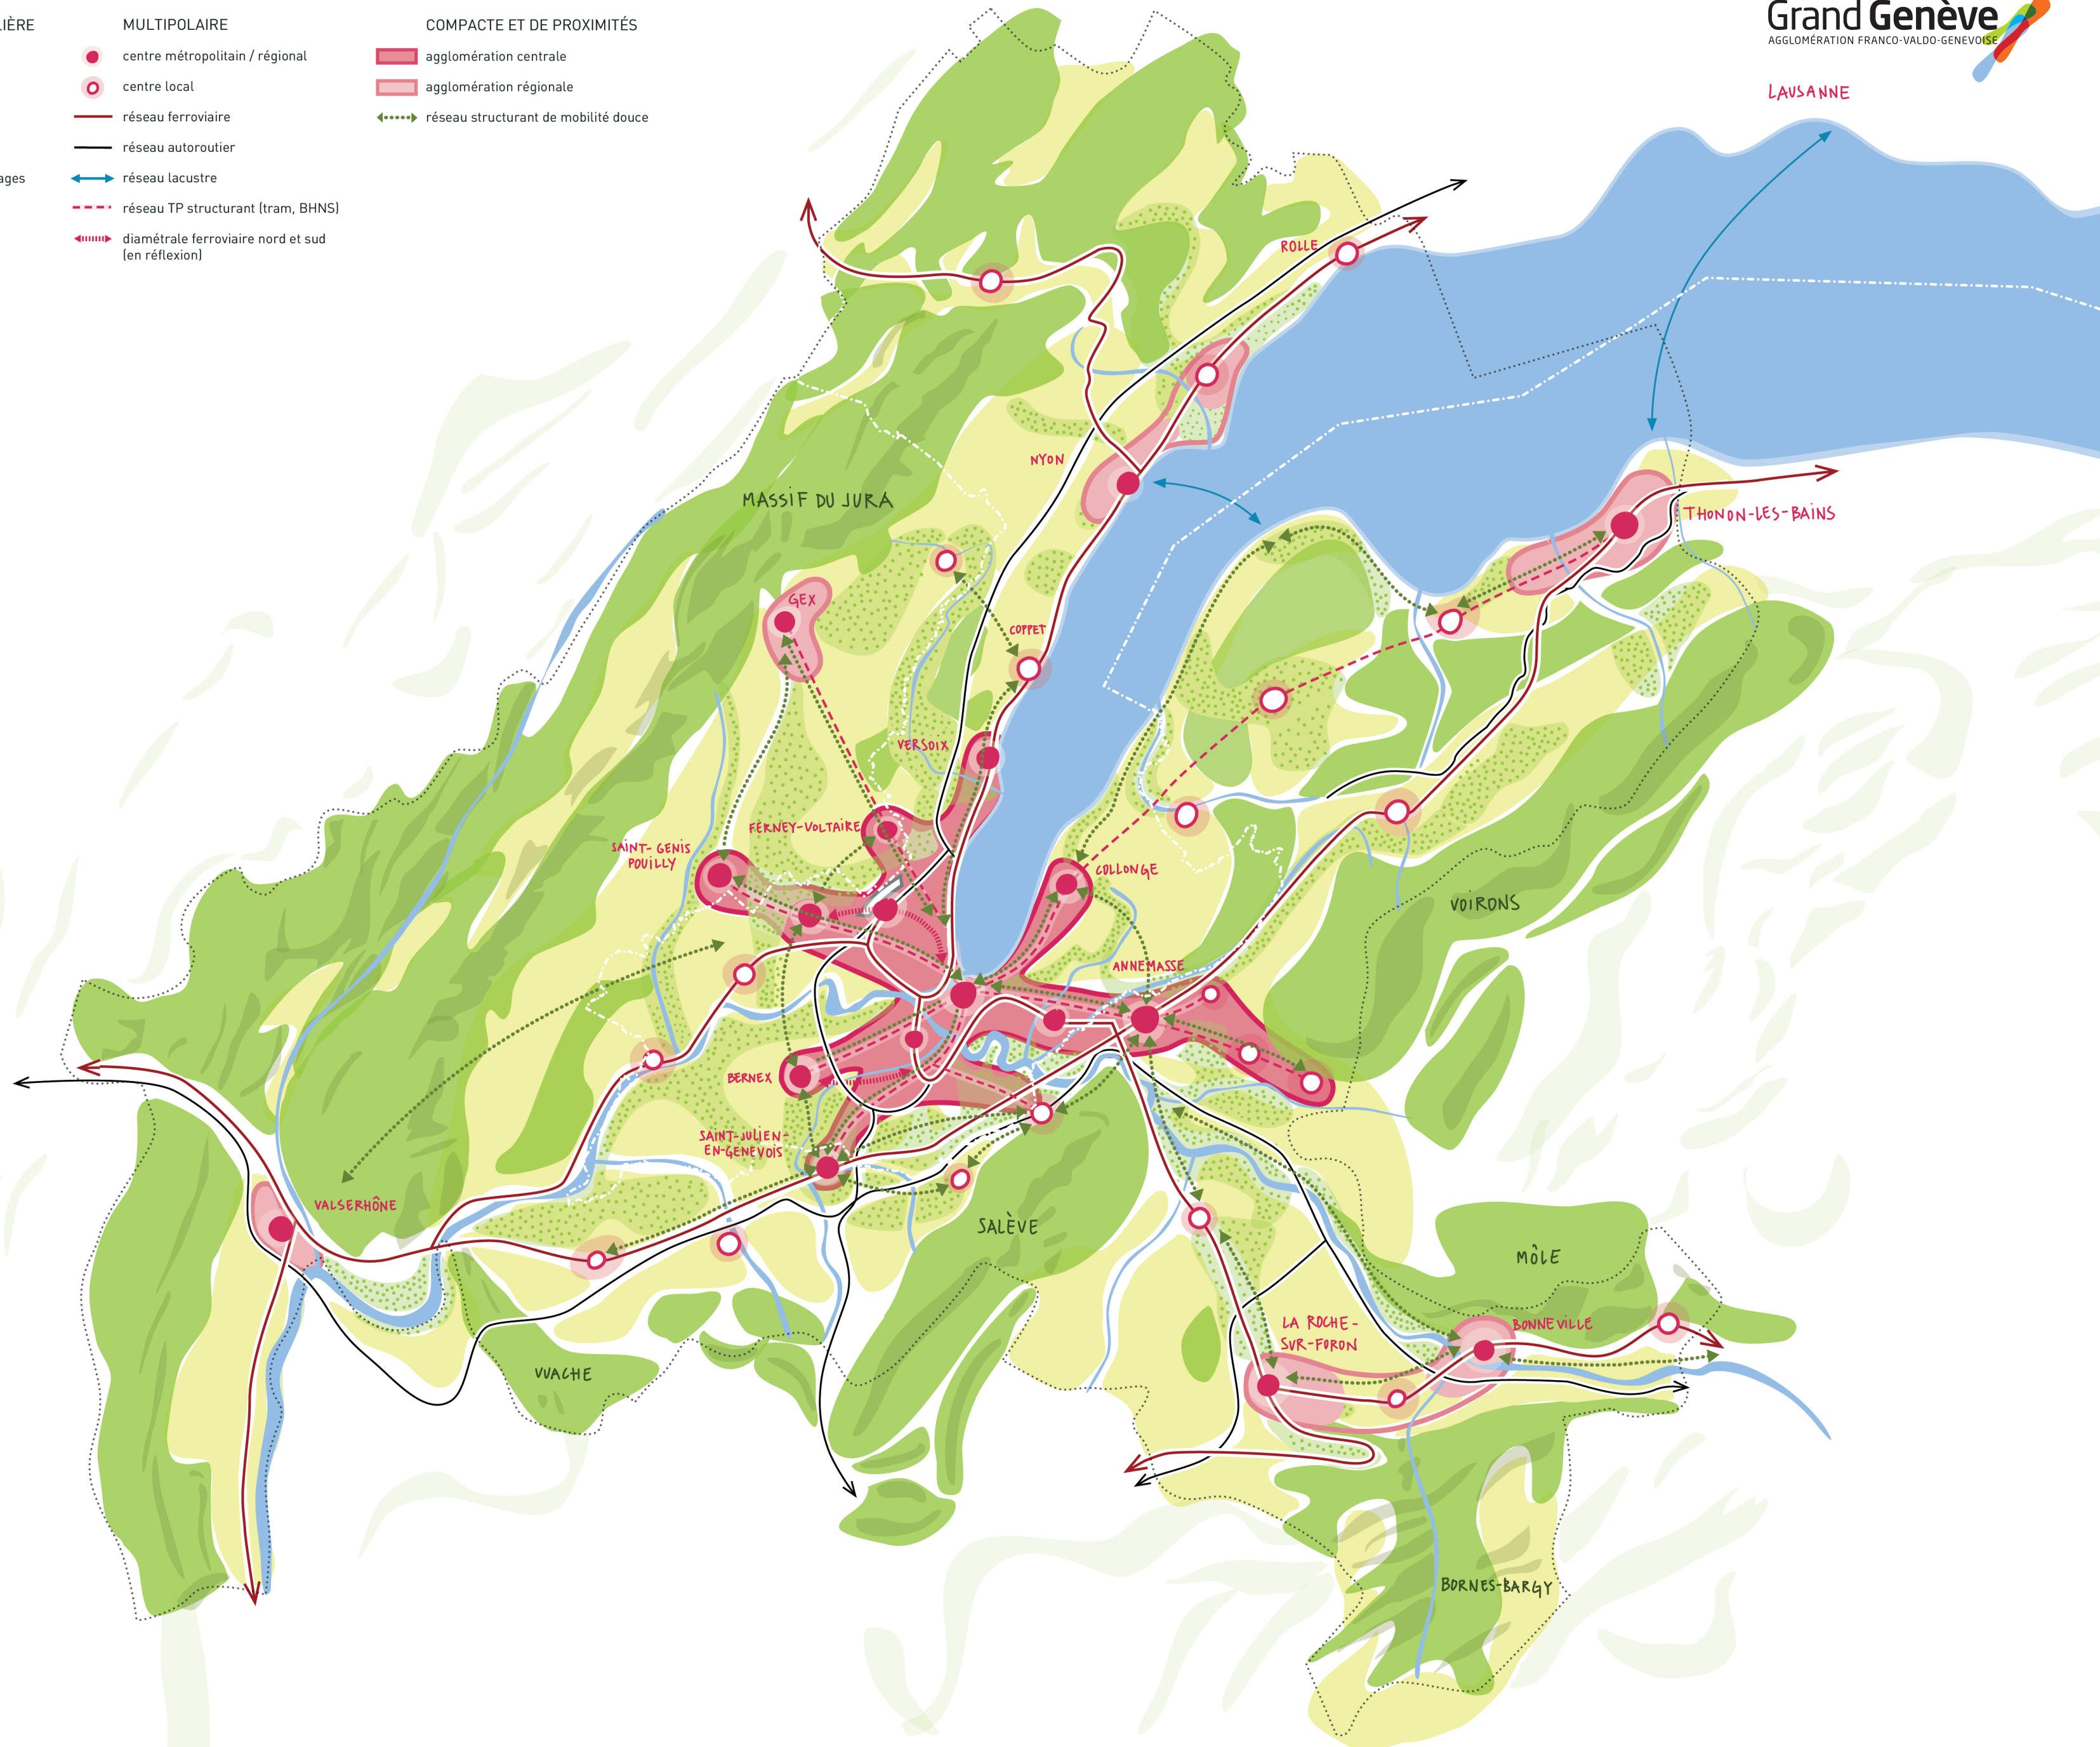 LIÈRE
ages
MULTIPOLAIRE
centre métropolitain / régional
centre local
réseau ferroviaire
réseau autoroutier
réseau lacustre
réseau TP structurant (tram, BHNS)
diamétrale ferroviaire nord et sud
(en réflexion)
COMPACTE ET DE PROXIMITÉS
agglomération centrale
agglomération régionale
réseau structurant de mobilité douce
Grand Genève
AGGLOMÉRATION FRANCO-VALDO-GENEVOISE
LAUSANNE
ROLLE
NYON
MASSIF DU JURA
THONON-LES-BAINS
GEX
COPPET
VERSOIX
FERNEY-VOLTAIRE
SAINT-GENIS
POUILLY
COLLONGE
VOIRONS
ANNEMASSE
BERNEX
SAINT-JULIEN-
EN-GENEVOIS
VALSERHÔNE
SALÈVE
MÔLE
LA ROCHE-
SUR-FORON
BONNEVILLE
VUACHE
BORNES-BARGY